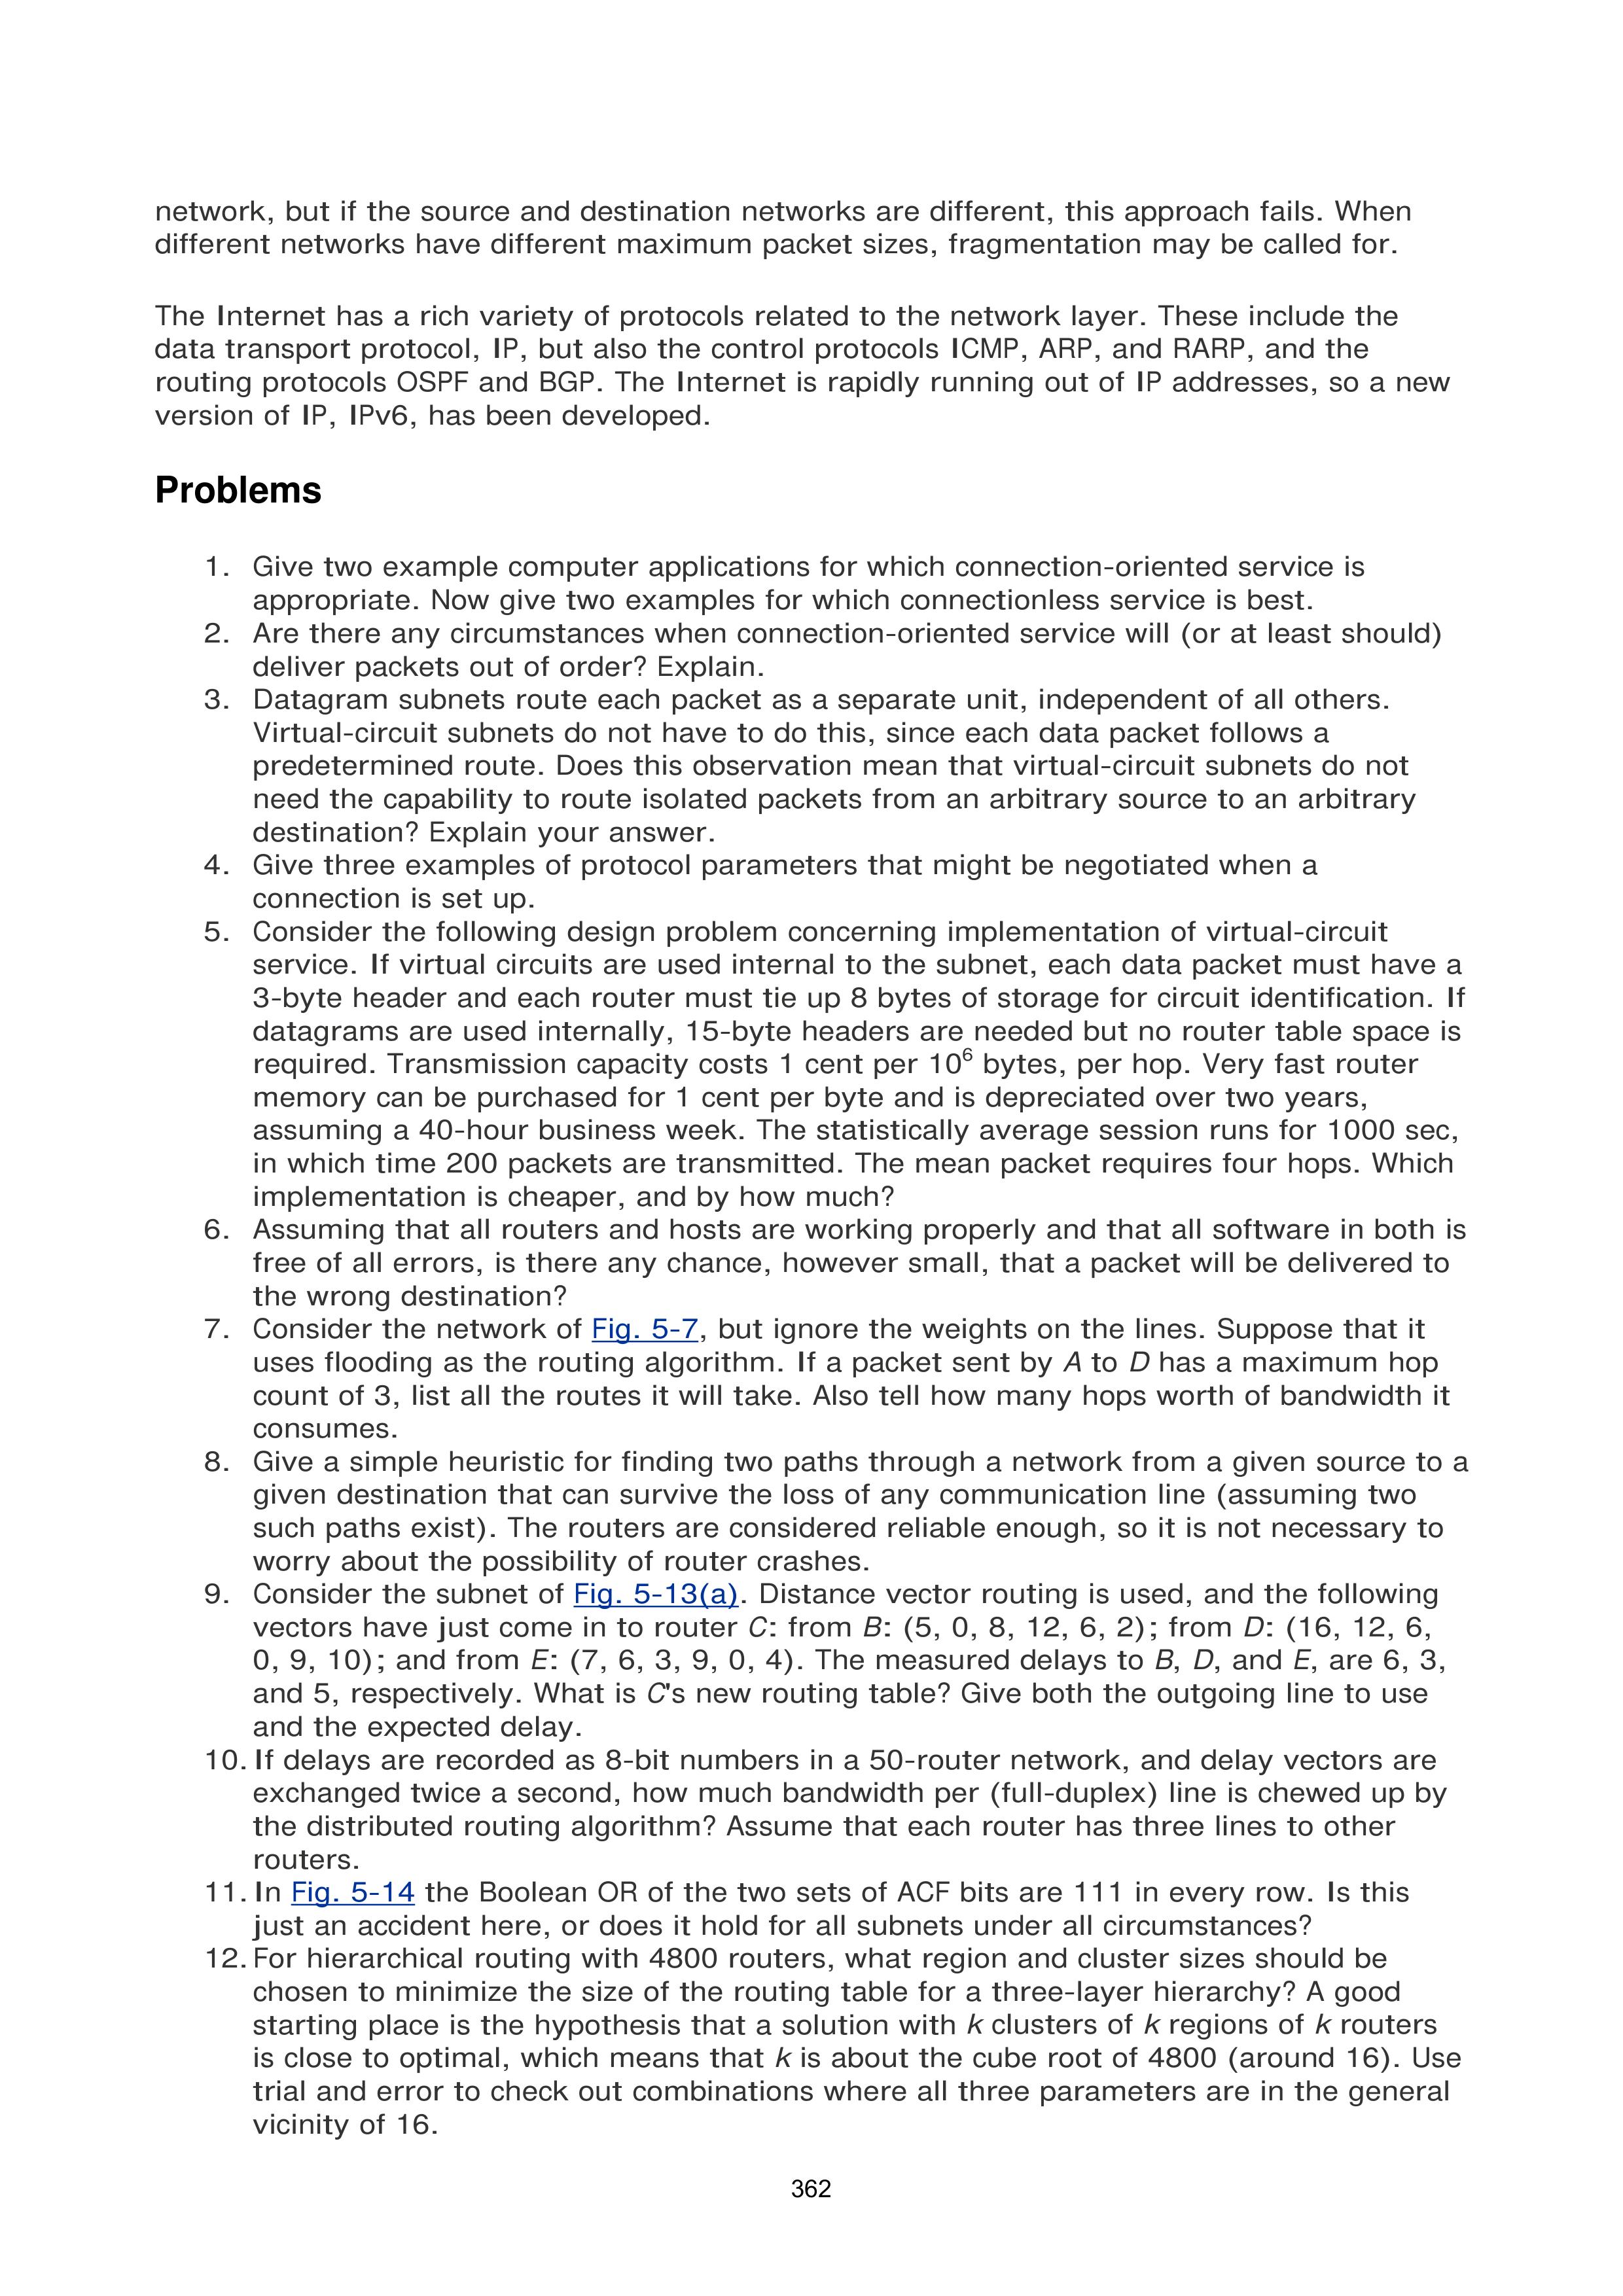 network, but if the source and destination networks are different, this approach fails. When
different networks have different maximum packet sizes, fragmentation may be called for.
The Internet has a rich variety of protocols related to the network layer. These include the
data transport protocol, IP, but also the control protocols ICMP, ARP, and RARP, and the
routing protocols OSPF and BGP. The Internet is rapidly running out of IP addresses, so a new
version of IP, IPv6, has been developed.
Problems
1. Give two example computer applications for which connection-oriented service is
appropriate. Now give two examples for which connectionless service is best.
2. Are there any circumstances when connection-oriented service will (or at least should)
deliver packets out of order? Explain.
3. Datagram subnets route each packet as a separate unit, independent of all others.
Virtual-circuit subnets do not have to do this, since each data packet follows a
predetermined route. Does this observation mean that virtual-circuit subnets do not
need the capability to route isolated packets from an arbitrary source to an arbitrary
destination? Explain your answer.
4. Give three examples of protocol parameters that might be negotiated when a
connection is set up.
5. Consider the following design problem concerning implementation of virtual-circuit
service. If virtual circuits are used internal to the subnet, each data packet must have a
3-byte header and each router must tie up 8 bytes of storage for circuit identification. If
datagrams are used internally, 15-byte headers are needed but no router table space is
required. Transmission capacity costs 1 cent per 10⁶ bytes, per hop. Very fast router
memory can be purchased for 1 cent per byte and is depreciated over two years,
assuming a 40-hour business week. The statistically average session runs for 1000 sec,
in which time 200 packets are transmitted. The mean packet requires four hops. Which
implementation is cheaper, and by how much?
6. Assuming that all routers and hosts are working properly and that all software in both is
free of all errors, is there any chance, however small, that a packet will be delivered to
the wrong destination?
7. Consider the network of Fig. 5-7, but ignore the weights on the lines. Suppose that it
uses flooding as the routing algorithm. If a packet sent by A to D has a maximum hop
count of 3, list all the routes it will take. Also tell how many hops worth of bandwidth it
consumes.
8. Give a simple heuristic for finding two paths through a network from a given source to a
given destination that can survive the loss of any communication line (assuming two
such paths exist). The routers are considered reliable enough, so it is not necessary to
worry about the possibility of router crashes.
9. Consider the subnet of Fig. 5-13(a). Distance vector routing is used, and the following
vectors have just come in to router C: from B: (5, 0, 8, 12, 6, 2); from D: (16, 12, 6,
0, 9, 10); and from E: (7, 6, 3, 9, 0, 4). The measured delays to B, D, and E, are 6, 3,
and 5, respectively. What is C's new routing table? Give both the outgoing line to use
and the expected delay.
10. If delays are recorded as 8-bit numbers in a 50-router network, and delay vectors are
exchanged twice a second, how much bandwidth per (full-duplex) line is chewed up by
the distributed routing algorithm? Assume that each router has three lines to other
routers.
11. In Fig. 5-14 the Boolean OR of the two sets of ACF bits are 111 in every row. Is this
just an accident here, or does it hold for all subnets under all circumstances?
12. For hierarchical routing with 4800 routers, what region and cluster sizes should be
chosen to minimize the size of the routing table for a three-layer hierarchy? A good
starting place is the hypothesis that a solution with k clusters of k regions of k routers
is close to optimal, which means that k is about the cube root of 4800 (around 16). Use
trial and error to check out combinations where all three parameters are in the general
vicinity of 16.
362